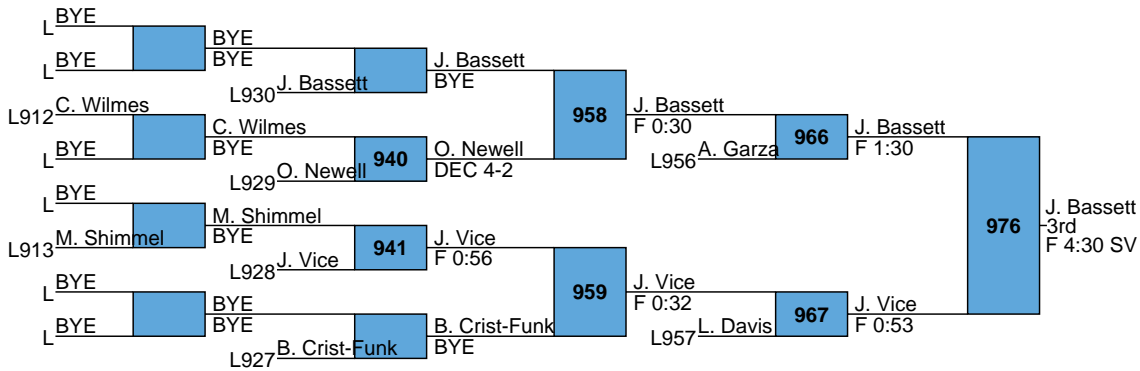 L BYE
L BYE
BYE
BYE
L930 J. Bassett
J. Bassett
BYE
L912 C. Wilmes
L BYE
C. Wilmes
BYE
L929 O. Newell
940
O. Newell
DEC 4-2
958
J. Bassett
F 0:30
L956 A. Garza
966
J. Bassett
F 1:30
L BYE
L913 M. Shimmel
M. Shimmel
BYE
L928 J. Vice
941
J. Vice
F 0:56
L BYE
L BYE
BYE
BYE
L927 B. Crist-Funk
B. Crist-Funk
BYE
959
J. Vice
F 0:32
L957 L. Davis
967
J. Vice
F 0:53
976
J. Bassett
3rd
F 4:30 SV